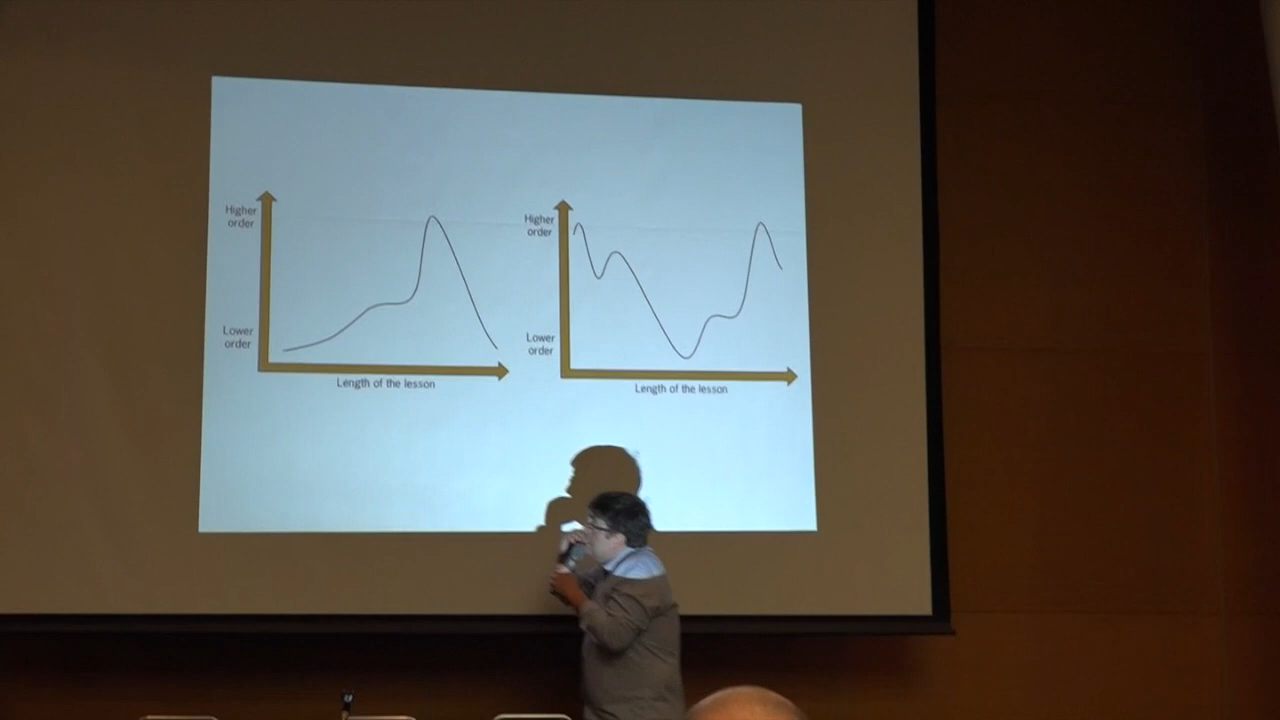 Higher
order
Lower
order
Length of the lesson
Higher
order
Lower
order
Length of the lesson